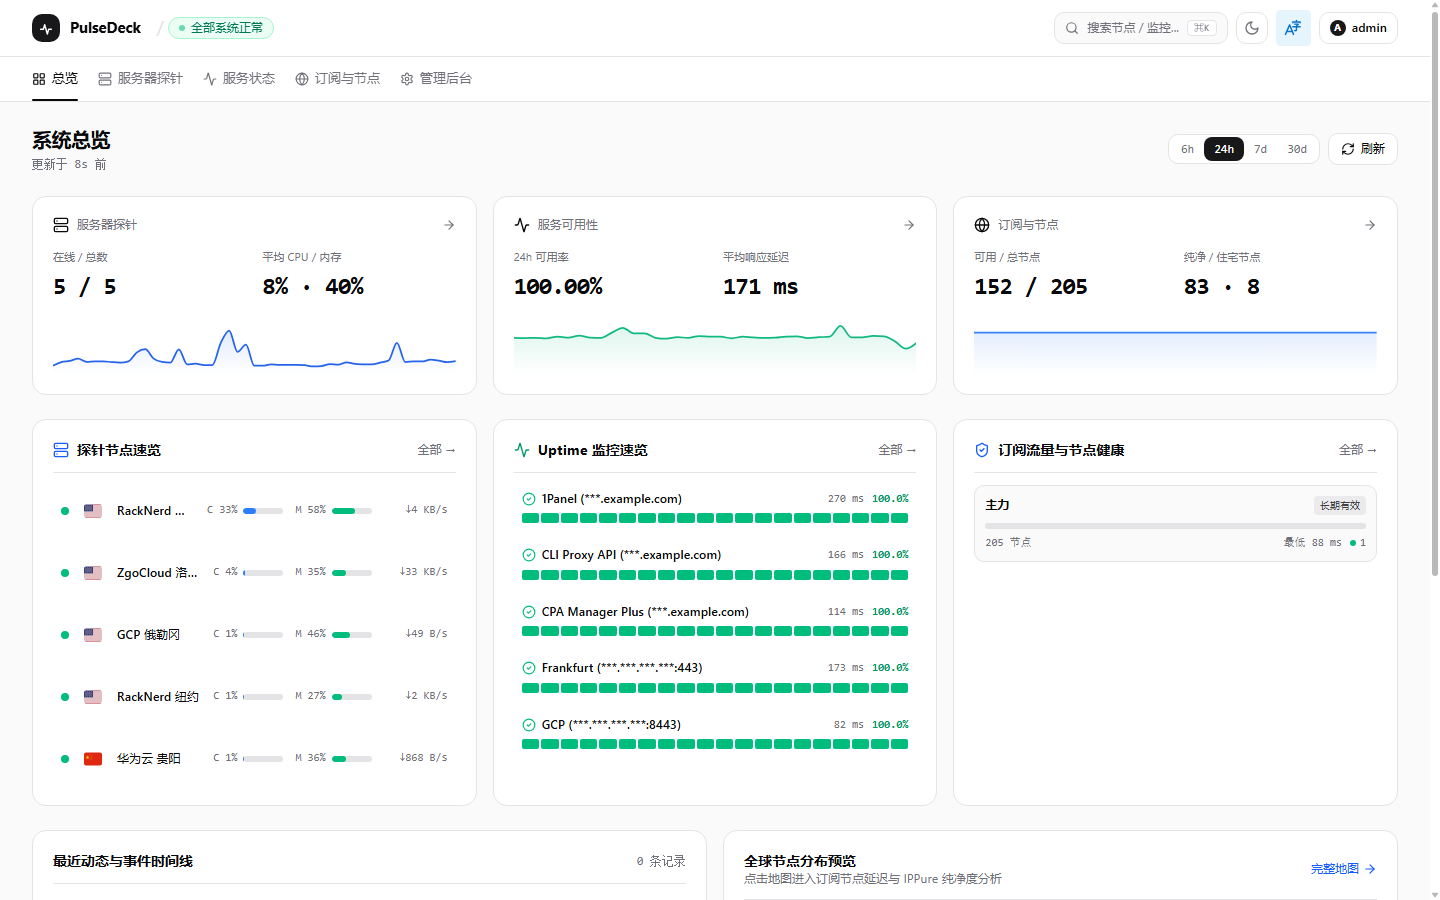 PulseDeck / 全部系统正常
搜索节点 / 监控... ⌘K
A admin
总览 服务器探针 服务状态 订阅与节点 管理后台
系统总览
更新于 8s 前
6h 24h 7d 30d 刷新
服务器探针 →
在线 / 总数 平均 CPU / 内存
5 / 5 8% · 40%
服务可用性 →
24h 可用率 平均响应延迟
100.00% 171 ms
订阅与节点 →
可用 / 总节点 纯净 / 住宅节点
152 / 205 83 · 8
探针节点速览 全部 →
RackNerd ... C 33% M 58% ↓4 KB/s
ZgoCloud 洛... C 4% M 35% ↓33 KB/s
GCP 俄勒冈 C 1% M 46% ↓49 B/s
RackNerd 纽约 C 1% M 27% ↓2 KB/s
华为云 贵阳 C 1% M 36% ↓868 B/s
Uptime 监控速览 全部 →
1Panel (***.example.com) 270 ms 100.0%
CLI Proxy API (***.example.com) 166 ms 100.0%
CPA Manager Plus (***.example.com) 114 ms 100.0%
Frankfurt (***.***.***.***:443) 173 ms 100.0%
GCP (***.***.***.***:8443) 82 ms 100.0%
订阅流量与节点健康 全部 →
主力 长期有效
205 节点 最低 88 ms 1
最近动态与事件时间线 0 条记录
全球节点分布预览
点击地图进入订阅节点延迟与 IPPure 纯净度分析
完整地图 →